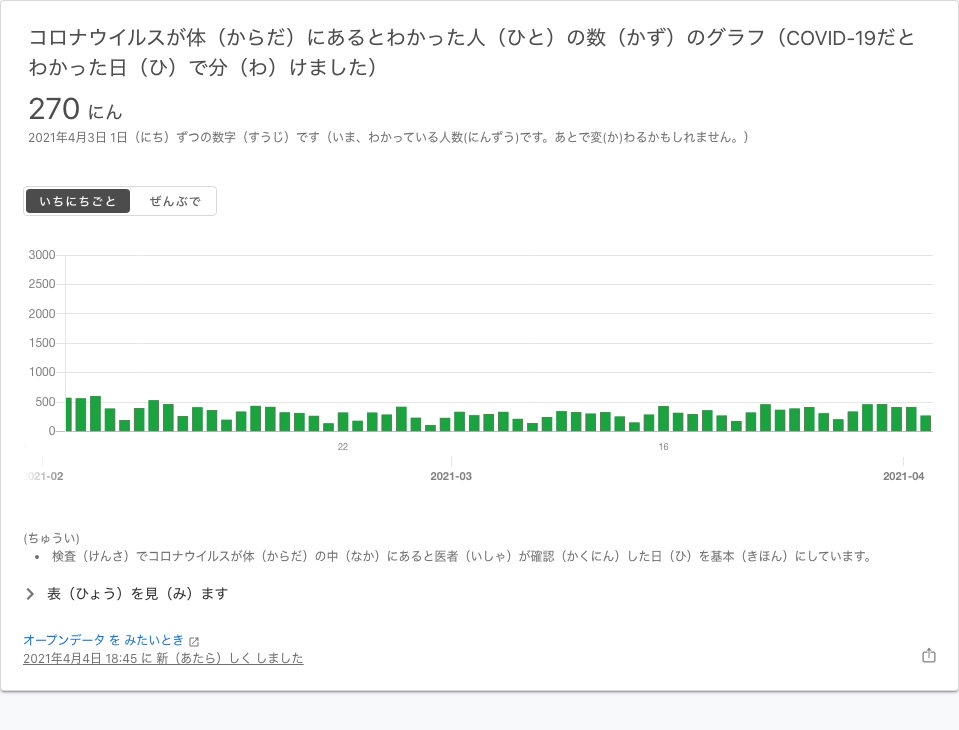 コロナウイルスが体（からだ）にあるとわかった人（ひと）の数（かず）のグラフ（COVID-19だと
わかった日（ひ）で分（わ）けました）
270 にん
2021年4月3日 1日（にち）ずつの数字（すうじ）です（いま、わかっている人数(にんずう)です。あとで変(か)わるかもしれません。）
いちにちごと ぜんぶで
3000
2500
2000
1500
1000
500
0
22 16
2021-02 2021-03 2021-04
(ちゅうい)
• 検査（けんさ）でコロナウイルスが体（からだ）の中（なか）にあると医者（いしゃ）が確認（かくにん）した日（ひ）を基本（きほん）にしています。
表（ひょう）を見（み）ます
オープンデータ を みたいとき
2021年4月4日 18:45 に 新（あたら）しく しました